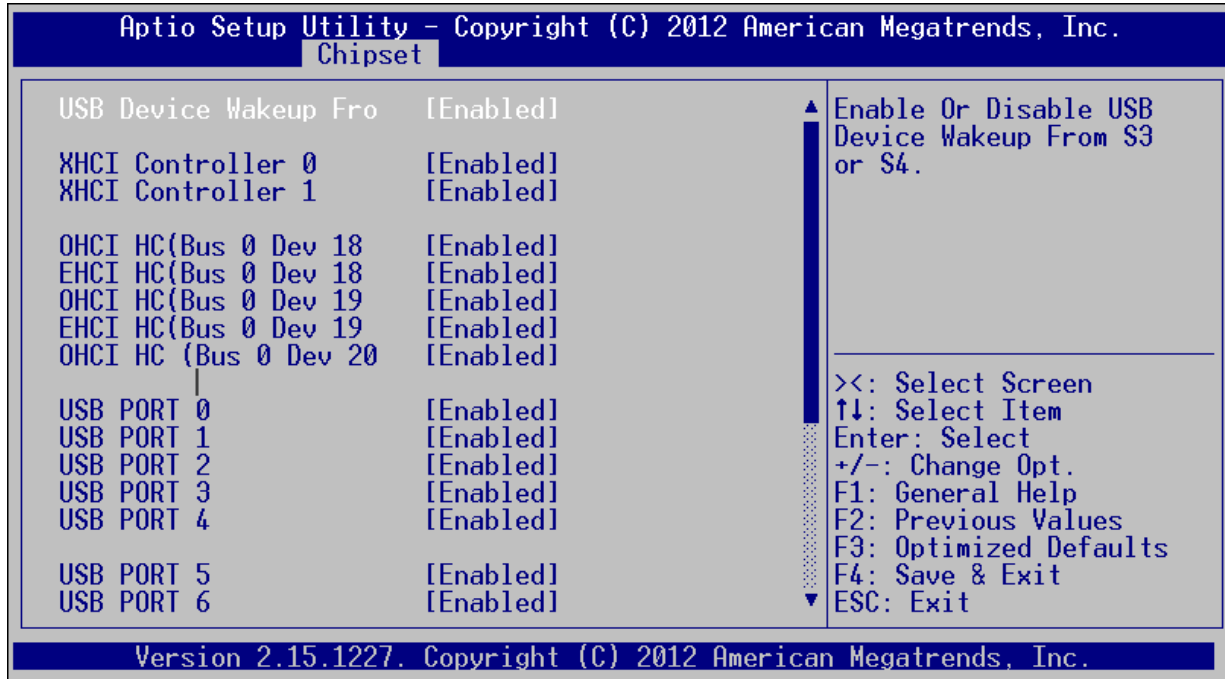 Aptio Setup Utility – Copyright (C) 2012 American Megatrends, Inc.
Chipset
USB Device Wakeup Fro [Enabled]
XHCI Controller 0 [Enabled]
XHCI Controller 1 [Enabled]
OHCI HC(Bus 0 Dev 18 [Enabled]
EHCI HC(Bus 0 Dev 18 [Enabled]
OHCI HC(Bus 0 Dev 19 [Enabled]
EHCI HC(Bus 0 Dev 19 [Enabled]
OHCI HC (Bus 0 Dev 20 [Enabled]
USB PORT 0 [Enabled]
USB PORT 1 [Enabled]
USB PORT 2 [Enabled]
USB PORT 3 [Enabled]
USB PORT 4 [Enabled]
USB PORT 5 [Enabled]
USB PORT 6 [Enabled]
Enable Or Disable USB
Device Wakeup From S3
or S4.
><: Select Screen
↑↓: Select Item
Enter: Select
+/-: Change Opt.
F1: General Help
F2: Previous Values
F3: Optimized Defaults
F4: Save & Exit
ESC: Exit
Version 2.15.1227. Copyright (C) 2012 American Megatrends, Inc.